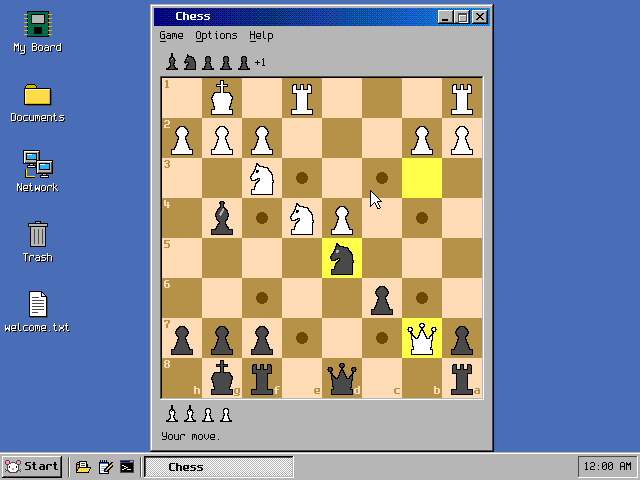 My Board
Documents
Network
Trash
welcome.txt
Chess
Game Options Help
+1
1
2
3
4
5
6
7
8
h g f e d c b a
Your move.
Start
Chess
12:00 AM